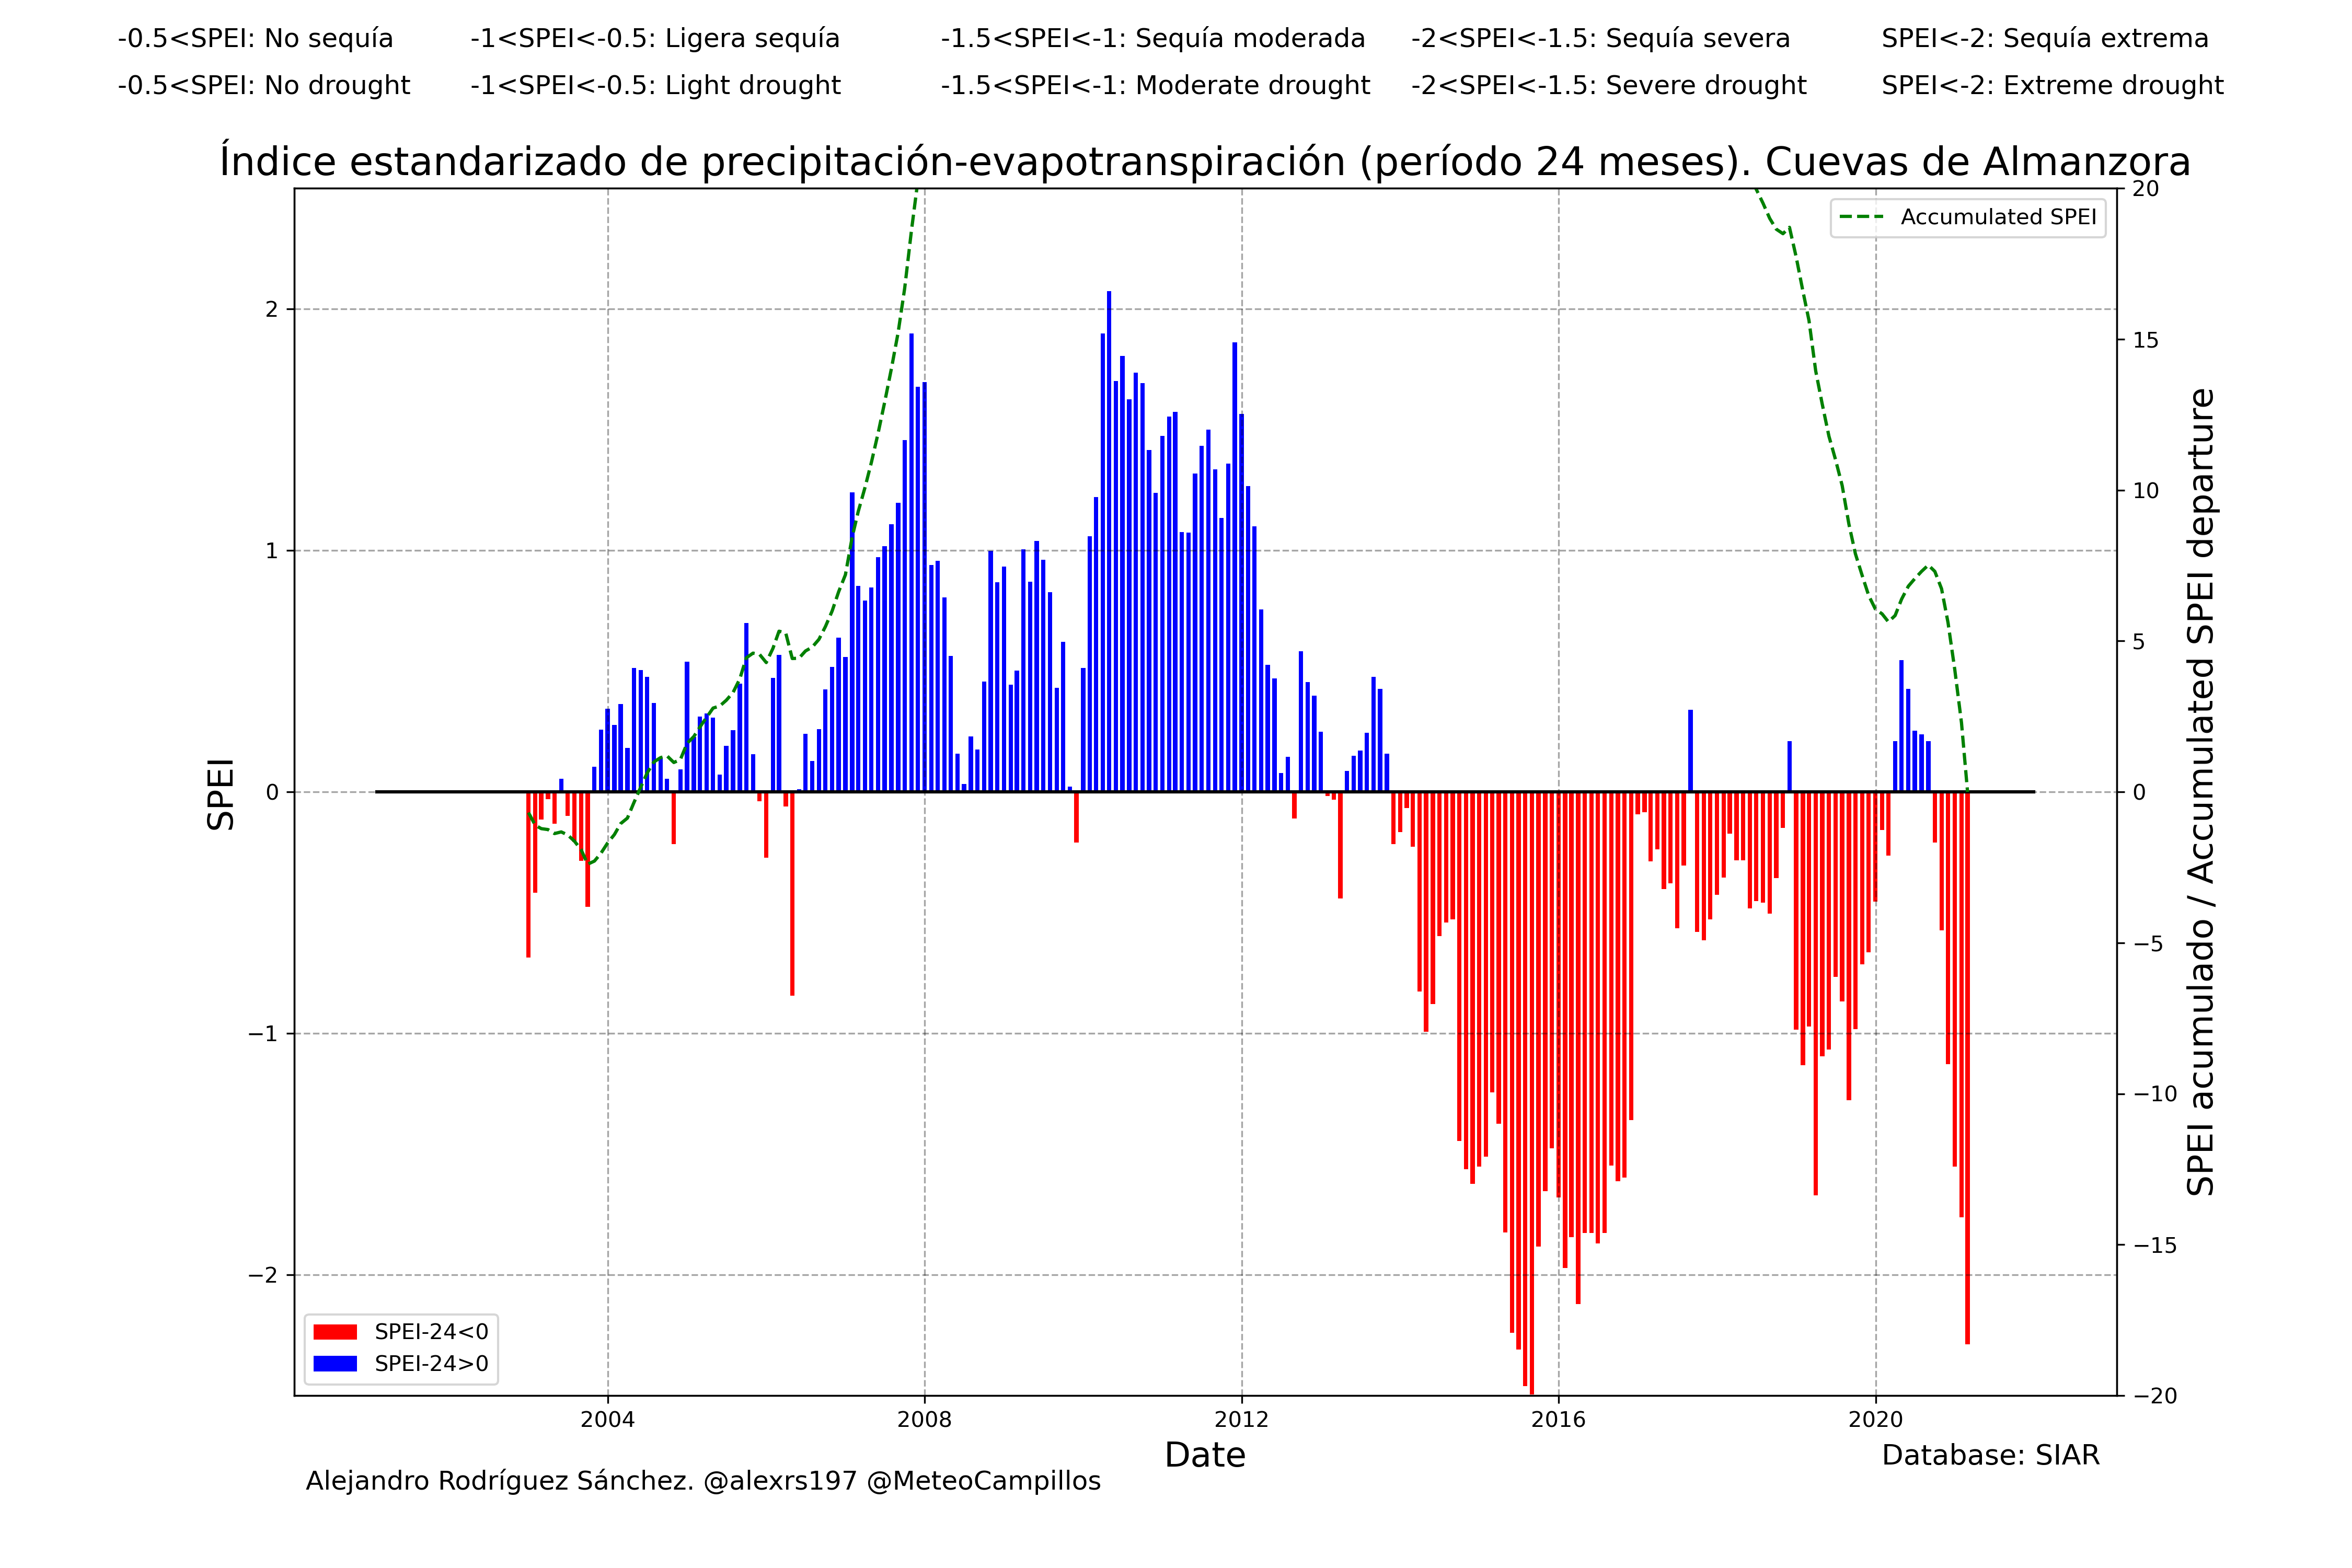 -0.5<SPEI: No sequía -1<SPEI<-0.5: Ligera sequía -1.5<SPEI<-1: Sequía moderada -2<SPEI<-1.5: Sequía severa SPEI<-2: Sequía extrema
-0.5<SPEI: No drought -1<SPEI<-0.5: Light drought -1.5<SPEI<-1: Moderate drought -2<SPEI<-1.5: Severe drought SPEI<-2: Extreme drought
Índice estandarizado de precipitación-evapotranspiración (período 24 meses). Cuevas de Almanzora
Accumulated SPEI
SPEI
2
1
0
−1
−2
20
15
10
5
0
−5
−10
−15
−20
SPEI acumulado / Accumulated SPEI departure
SPEI-24<0
SPEI-24>0
2004 2008 2012 2016 2020
Date
Database: SIAR
Alejandro Rodríguez Sánchez. @alexrs197 @MeteoCampillos